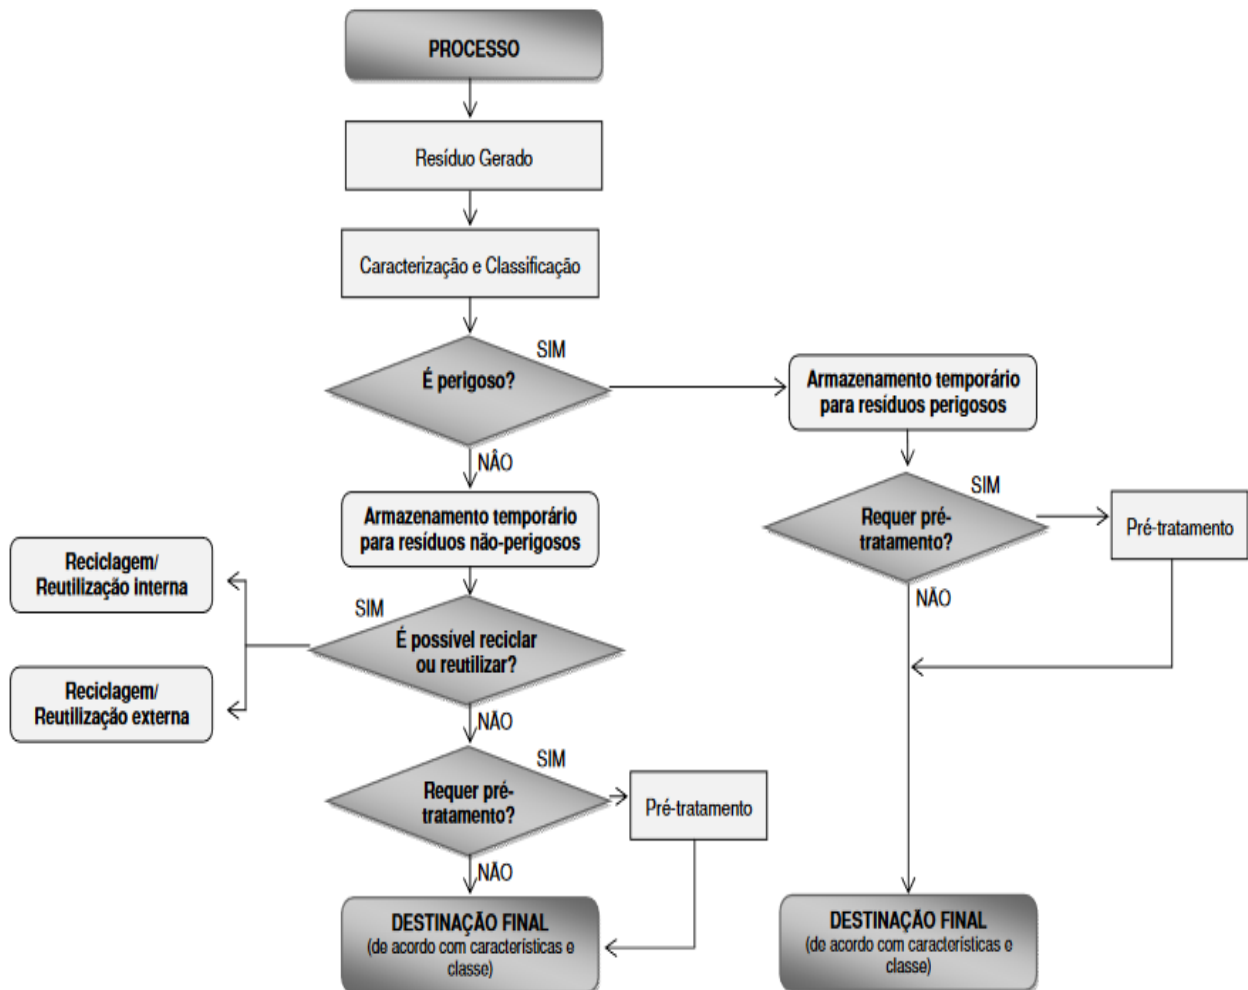 PROCESSO
Resíduo Gerado
Caracterização e Classificação
É perigoso?
SIM
NÂO
Armazenamento temporário
para resíduos perigosos
Requer pré-
tratamento?
SIM
Pré-tratamento
NÃO
Armazenamento temporário
para resíduos não-perigosos
É possível reciclar
ou reutilizar?
SIM
Reciclagem/
Reutilização interna
Reciclagem/
Reutilização externa
NÃO
Requer pré-
tratamento?
SIM
Pré-tratamento
NÃO
DESTINAÇÃO FINAL
(de acordo com características e
classe)
DESTINAÇÃO FINAL
(de acordo com características e
classe)